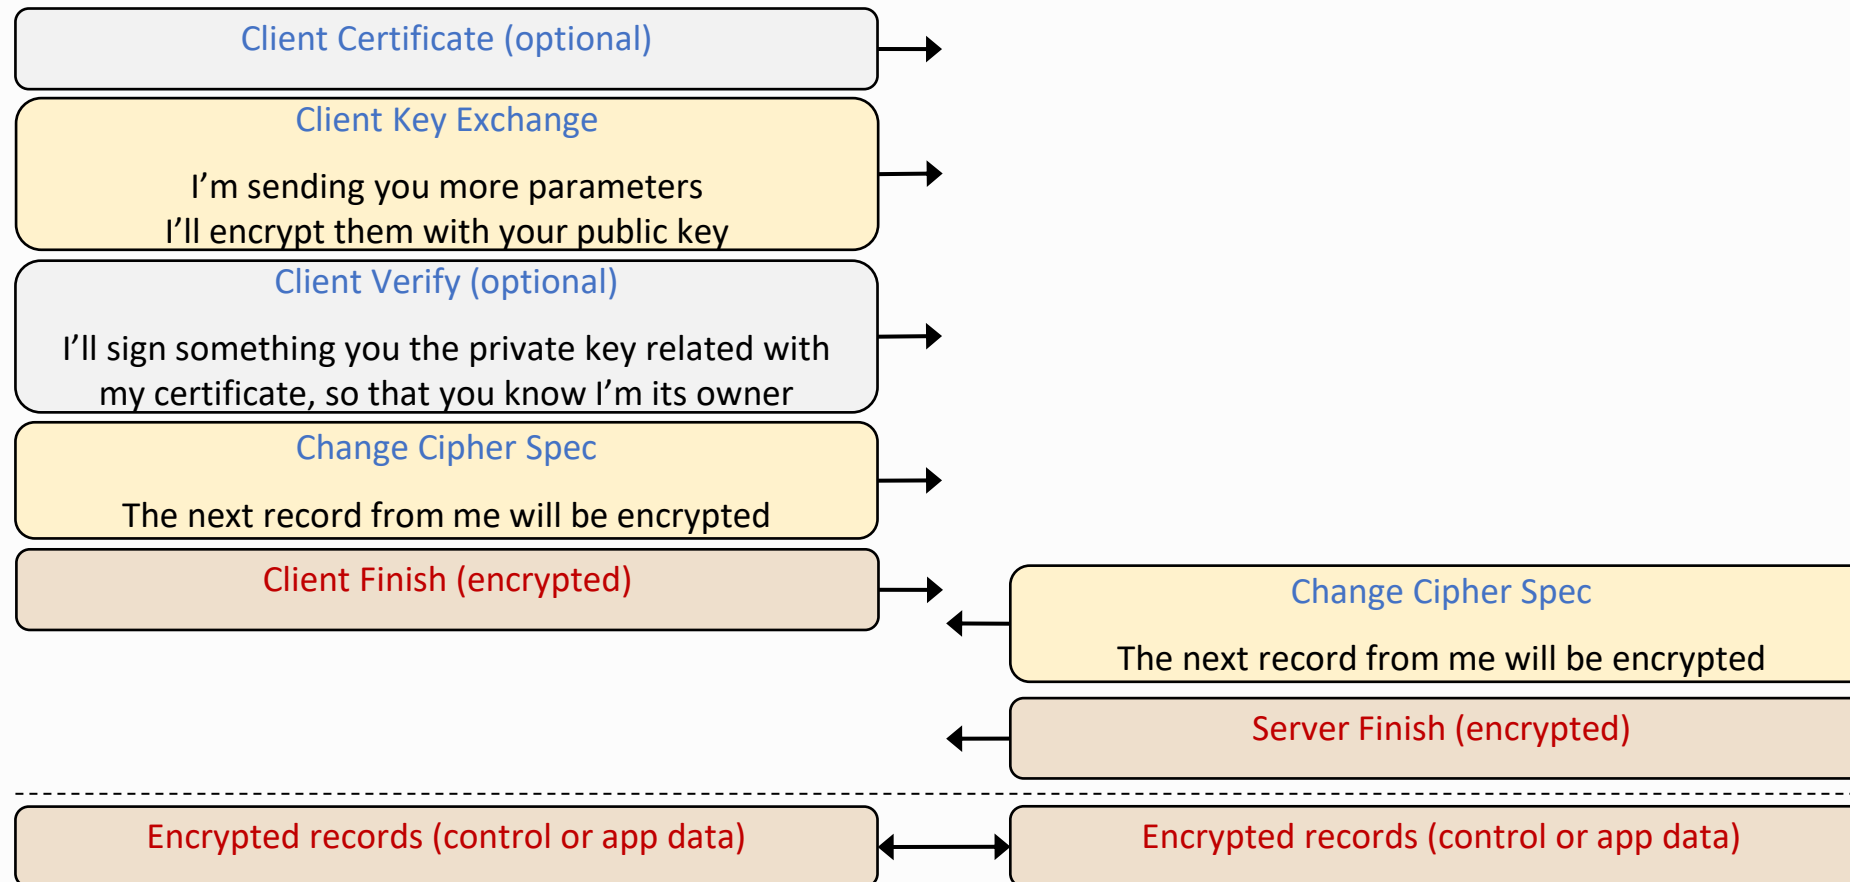 Client Certificate (optional)
Client Key Exchange
I’m sending you more parameters
I’ll encrypt them with your public key
Client Verify (optional)
I’ll sign something you the private key related with
my certificate, so that you know I’m its owner
Change Cipher Spec
The next record from me will be encrypted
Client Finish (encrypted)
Change Cipher Spec
The next record from me will be encrypted
Server Finish (encrypted)
Encrypted records (control or app data)
Encrypted records (control or app data)